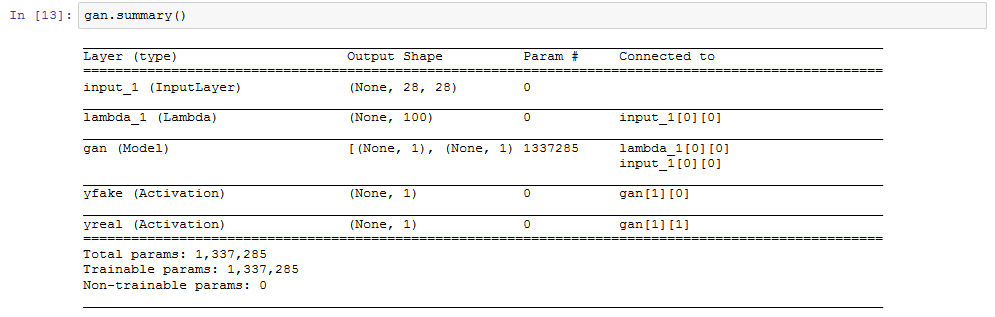 In [13]: gan.summary()
Layer (type) Output Shape Param # Connected to
input_1 (InputLayer) (None, 28, 28) 0
lambda_1 (Lambda) (None, 100) 0 input_1[0][0]
gan (Model) [(None, 1), (None, 1) 1337285 lambda_1[0][0]
input_1[0][0]
yfake (Activation) (None, 1) 0 gan[1][0]
yreal (Activation) (None, 1) 0 gan[1][1]
Total params: 1,337,285
Trainable params: 1,337,285
Non-trainable params: 0